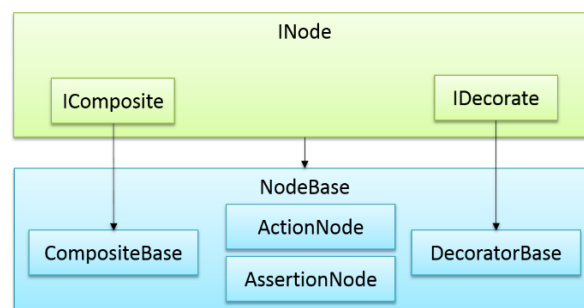 INode
IComposite
IDecorate
NodeBase
ActionNode
CompositeBase
DecoratorBase
AssertionNode